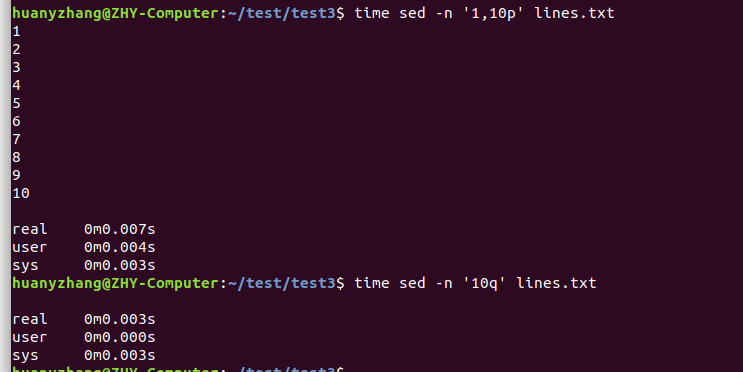 huanyzhang@ZHY-Computer:~/test/test3$ time sed -n '1,10p' lines.txt
1
2
3
4
5
6
7
8
9
10
real    0m0.007s
user    0m0.004s
sys     0m0.003s
huanyzhang@ZHY-Computer:~/test/test3$ time sed -n '10q' lines.txt
real    0m0.003s
user    0m0.000s
sys     0m0.003s
huanyzhang@ZHY-Computer:~/test/test3$